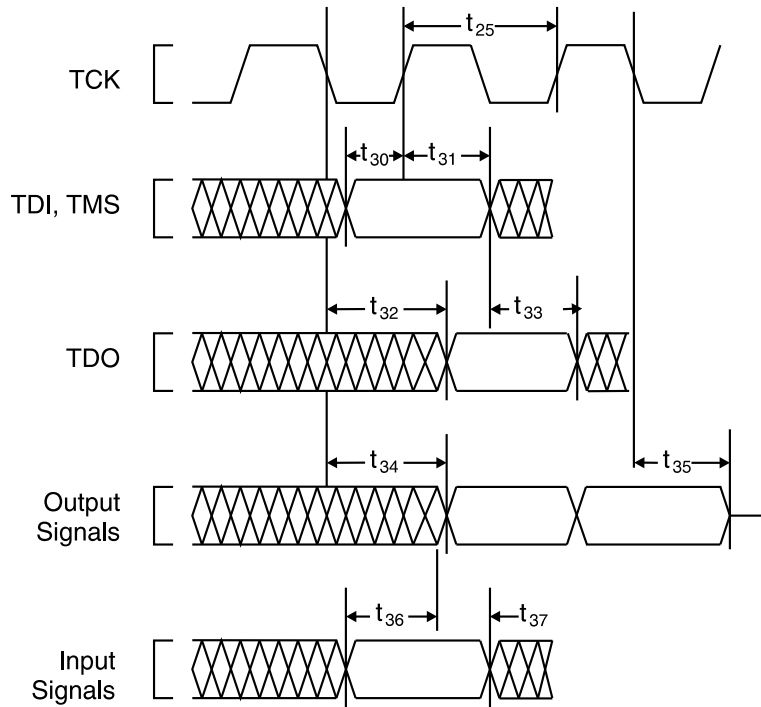 t25
TCK
t30 t31
TDI, TMS
t32 t33
TDO
t34 t35
Output
Signals
t36 t37
Input
Signals